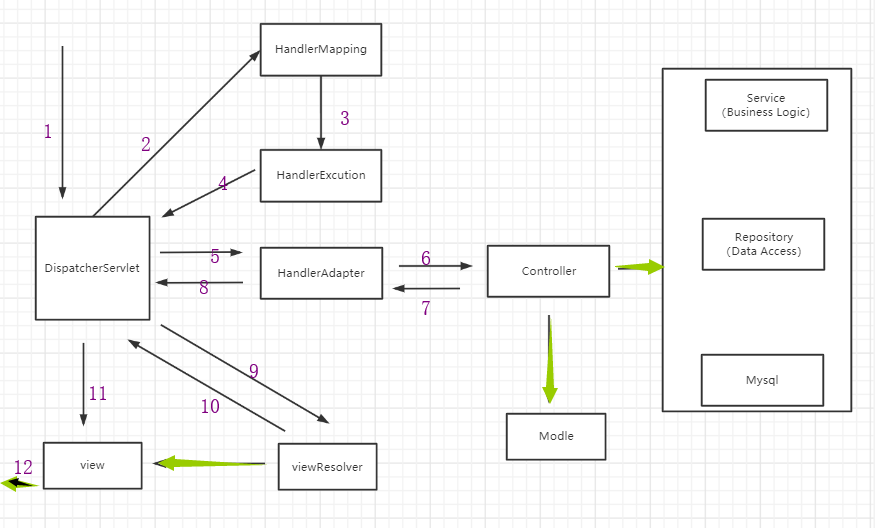 HandlerMapping
1
2
3
HandlerExcution
4
DispatcherServlet
5
8
HandlerAdapter
6
7
Controller
Service
(Business Logic)
Repository
(Data Access)
Mysql
9
10
11
Modle
12
view
viewResolver